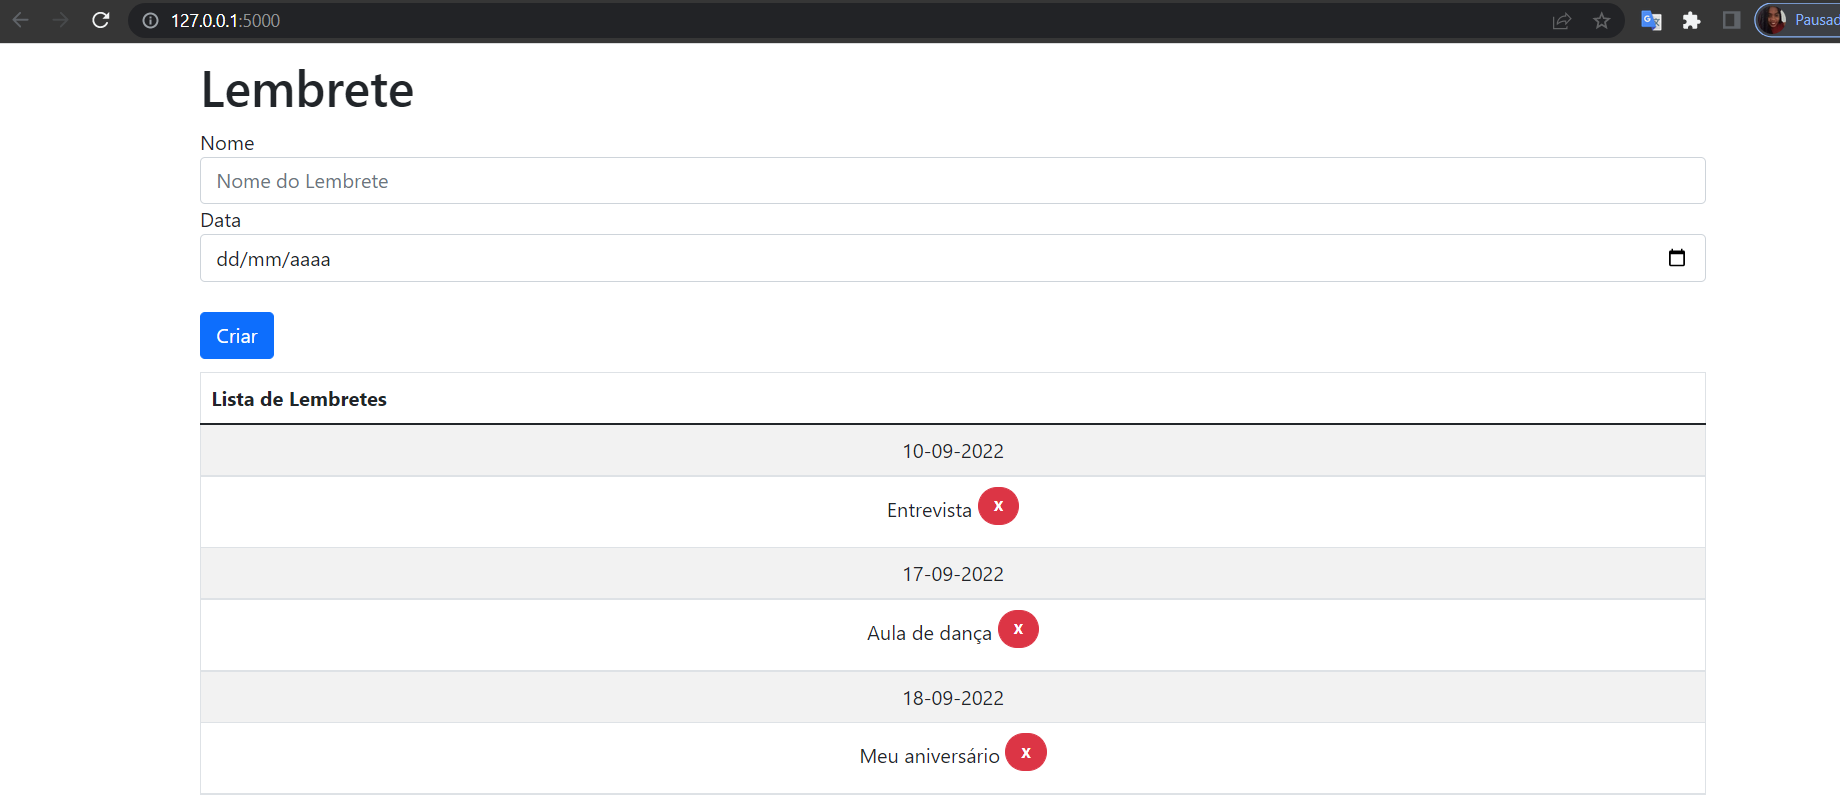 127.0.0.1:5000
Lembrete
Nome
Nome do Lembrete
Data
dd/mm/aaaa
Criar
Lista de Lembretes
10-09-2022
Entrevista x
17-09-2022
Aula de dança x
18-09-2022
Meu aniversário x